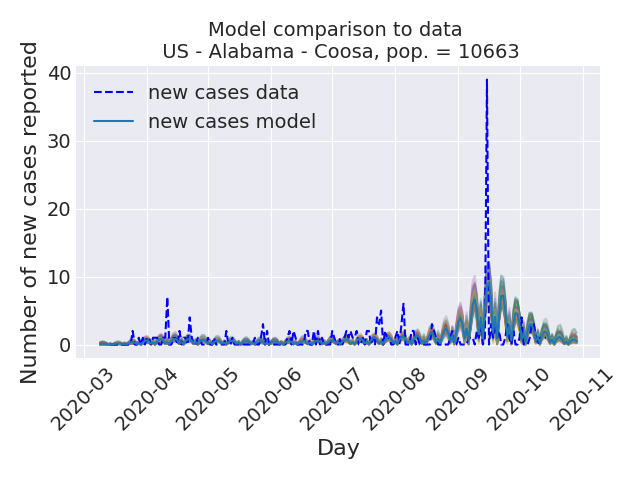 Model comparison to data
US - Alabama - Coosa, pop. = 10663
Number of new cases reported
40
30
20
10
0
new cases data
new cases model
2020-03
2020-04
2020-05
2020-06
2020-07
2020-08
2020-09
2020-10
2020-11
Day